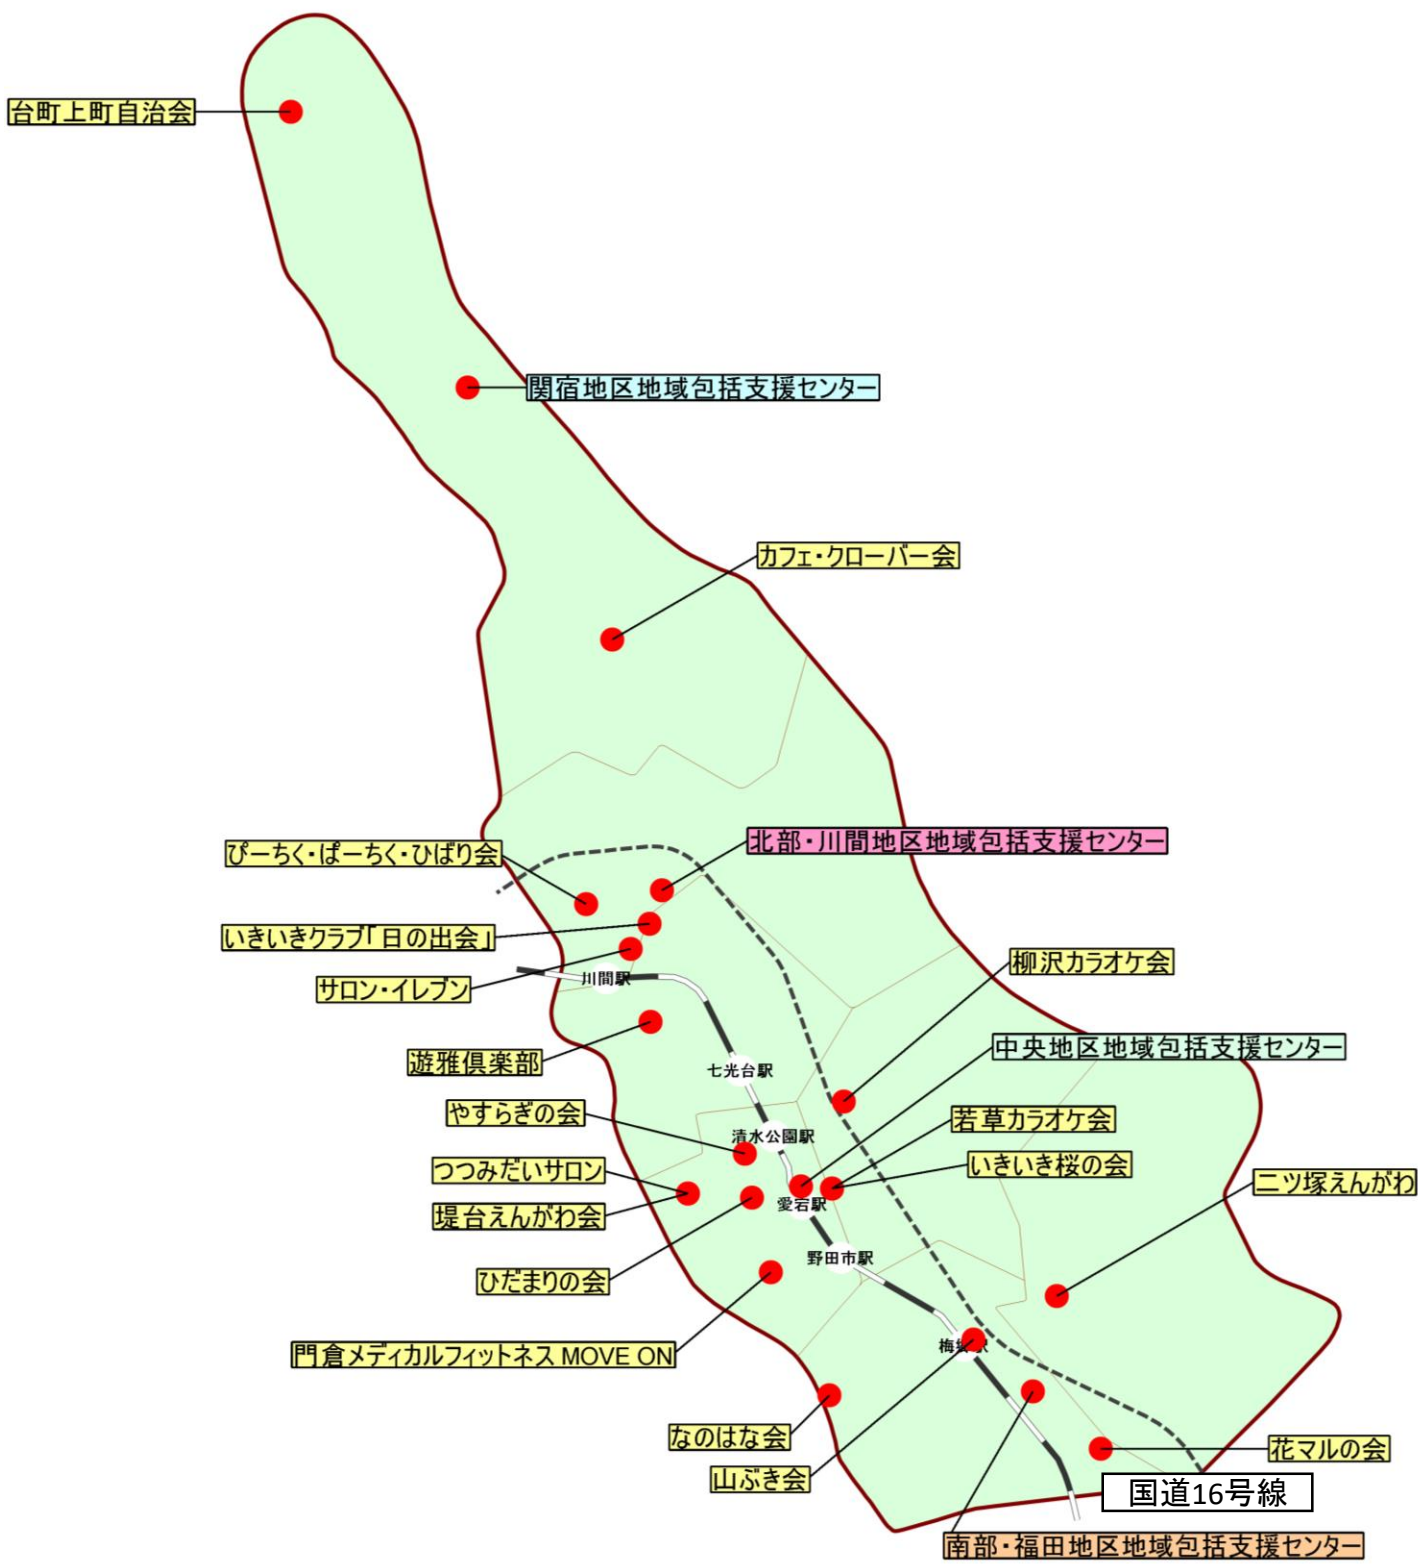 台町上町自治会
関宿地区地域包括支援センター
カフェ・クローバー会
北部・川間地区地域包括支援センター
ぴーちく・ぱーちく・ひばり会
いきいきクラブ「日の出会」
柳沢カラオケ会
川間駅
サロン・イレブン
中央地区地域包括支援センター
遊雅倶楽部
七光台駅
やすらぎの会
若草カラオケ会
清水公園駅
いきいき桜の会
つつみだいサロン
二ツ塚えんがわ
愛宕駅
堤台えんがわ会
野田市駅
ひだまりの会
梅郷駅
門倉メディカルフィットネス MOVE ON
なのはな会
花マルの会
山ぶき会
国道16号線
南部・福田地区地域包括支援センター